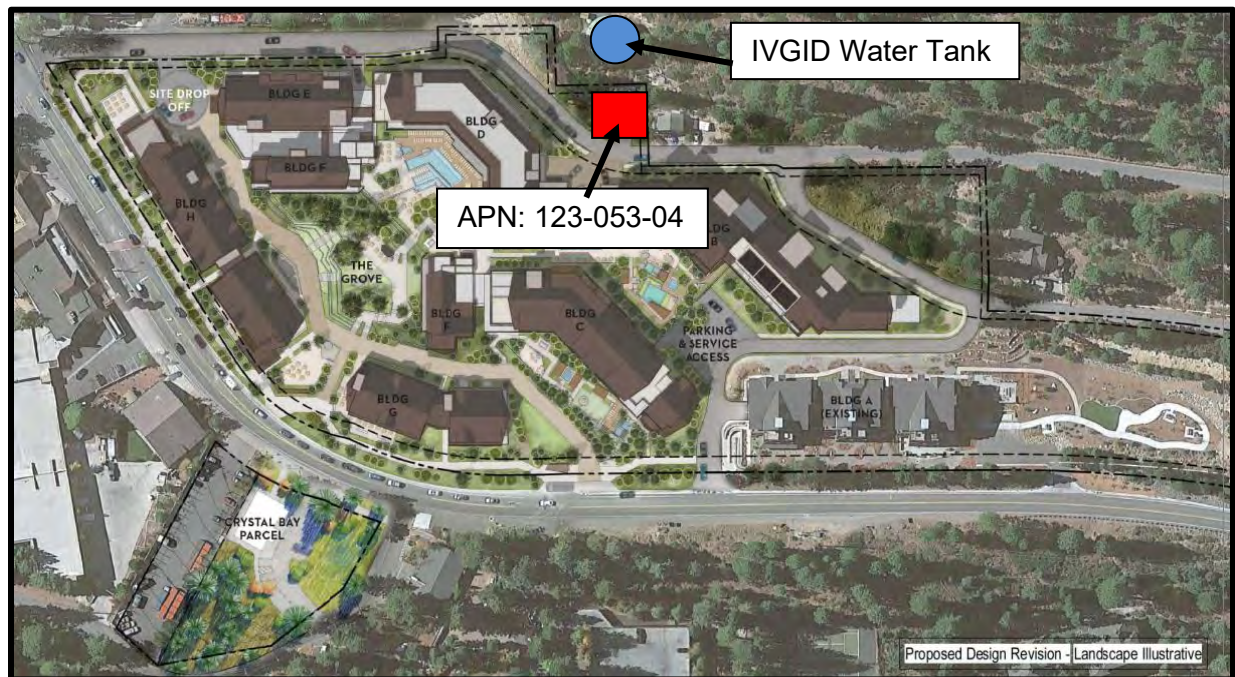 IVGID Water Tank
SITE DROP
OFF
BLDG E
BLDG
D
BLDG F
BLDG
H
APN: 123-053-04
BLDG
B
THE
GROVE
BLDG
F
BLDG
C
PARKING
& SERVICE
ACCESS
BLDG
G
BLDG A
(EXISTING)
CRYSTAL BAY
PARCEL
Proposed Design Revision - Landscape Illustrative